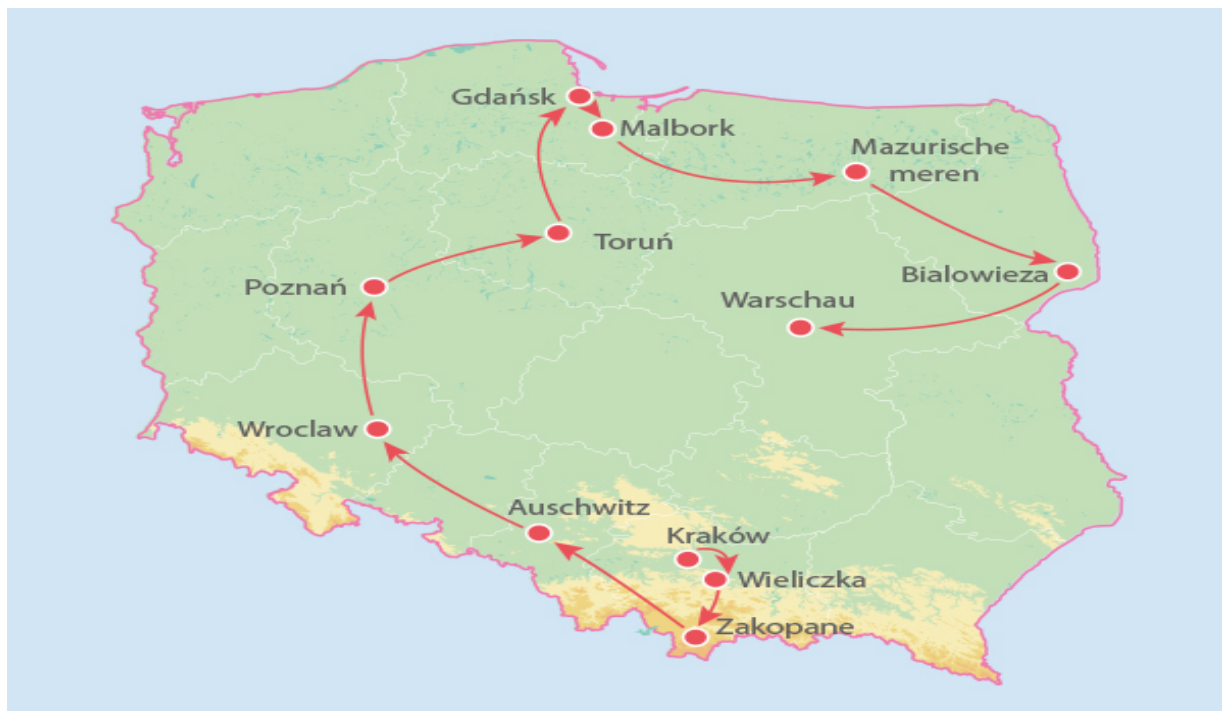 Gdańsk
Malbork
Mazurische
meren
Toruń
Bialowieza
Poznań
Warschau
Wroclaw
Auschwitz
Kraków
Wieliczka
Zakopane